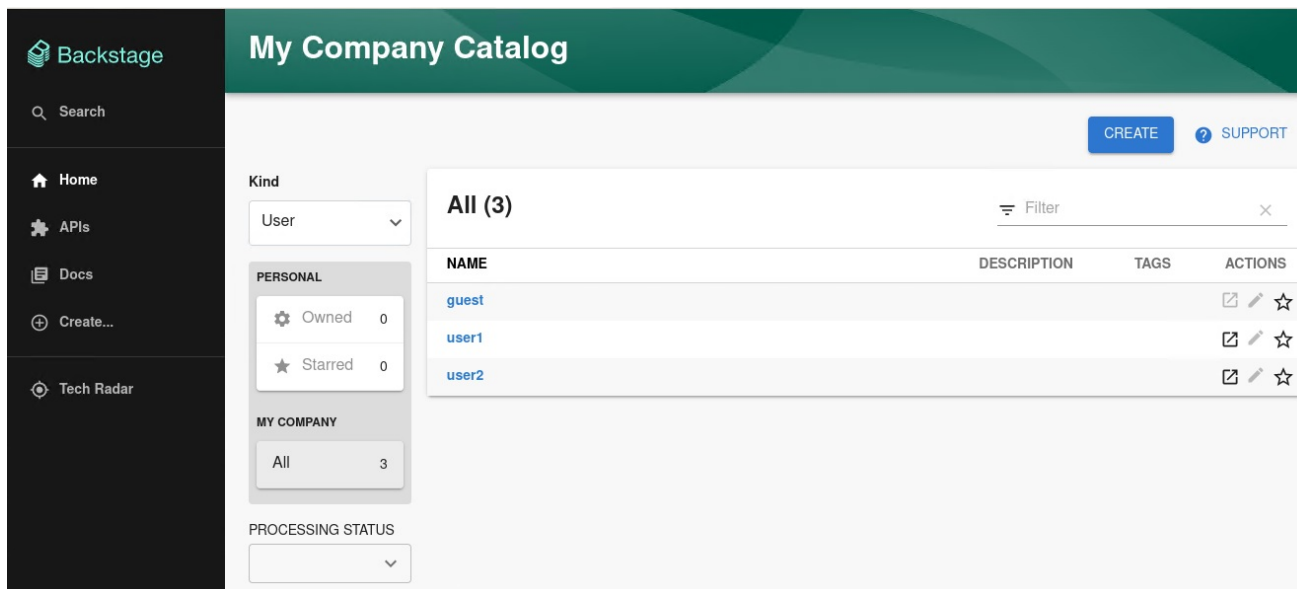 Backstage
Search
Home
APIs
Docs
Create...
Tech Radar
My Company Catalog
CREATE
SUPPORT
Kind
User
PERSONAL
Owned 0
Starred 0
MY COMPANY
All 3
PROCESSING STATUS
All (3)
Filter
NAME DESCRIPTION TAGS ACTIONS
guest
user1
user2